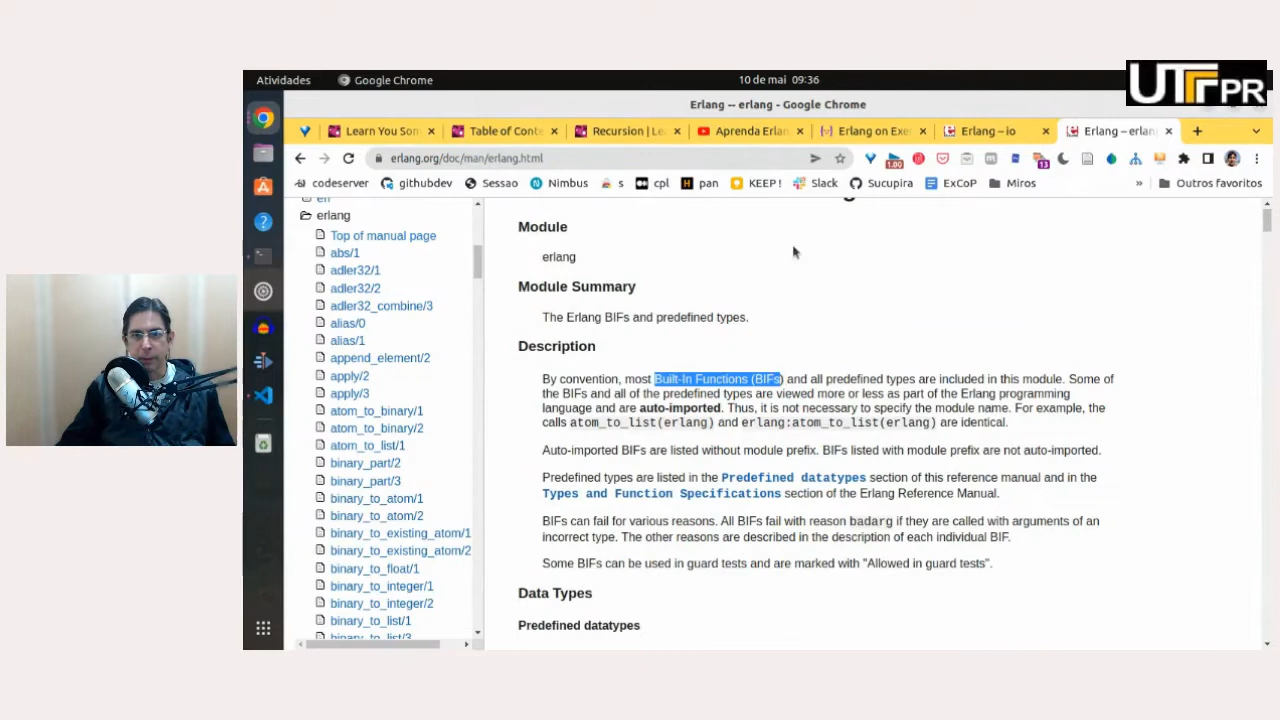 UTFPR
Atividades
Google Chrome
10 de mai 09:36
Erlang -- erlang - Google Chrome
Learn You Som
Table of Conte
Recursion | Lea
Aprenda Erlan
Erlang on Exer
Erlang – io
Erlang – erlang
erlang.org/doc/man/erlang.html
1.00
13
codeserver
githubdev
Sessao
Nimbus
s
cpl
pan
KEEP!
Slack
Sucupira
ExCoP
Miros
»
Outros favoritos
erl
erlang
Top of manual page
abs/1
adler32/1
adler32/2
adler32_combine/3
alias/0
alias/1
append_element/2
apply/2
apply/3
atom_to_binary/1
atom_to_binary/2
atom_to_list/1
binary_part/2
binary_part/3
binary_to_atom/1
binary_to_atom/2
binary_to_existing_atom/1
binary_to_existing_atom/2
binary_to_float/1
binary_to_integer/1
binary_to_integer/2
binary_to_list/1
binary_to_list/3
Module
erlang
Module Summary
The Erlang BIFs and predefined types.
Description
By convention, most Built-In Functions (BIFs) and all predefined types are included in this module. Some of
the BIFs and all of the predefined types are viewed more or less as part of the Erlang programming
language and are auto-imported. Thus, it is not necessary to specify the module name. For example, the
calls atom_to_list(erlang) and erlang:atom_to_list(erlang) are identical.
Auto-imported BIFs are listed without module prefix. BIFs listed with module prefix are not auto-imported.
Predefined types are listed in the Predefined datatypes section of this reference manual and in the
Types and Function Specifications section of the Erlang Reference Manual.
BIFs can fail for various reasons. All BIFs fail with reason badarg if they are called with arguments of an
incorrect type. The other reasons are described in the description of each individual BIF.
Some BIFs can be used in guard tests and are marked with "Allowed in guard tests".
Data Types
Predefined datatypes